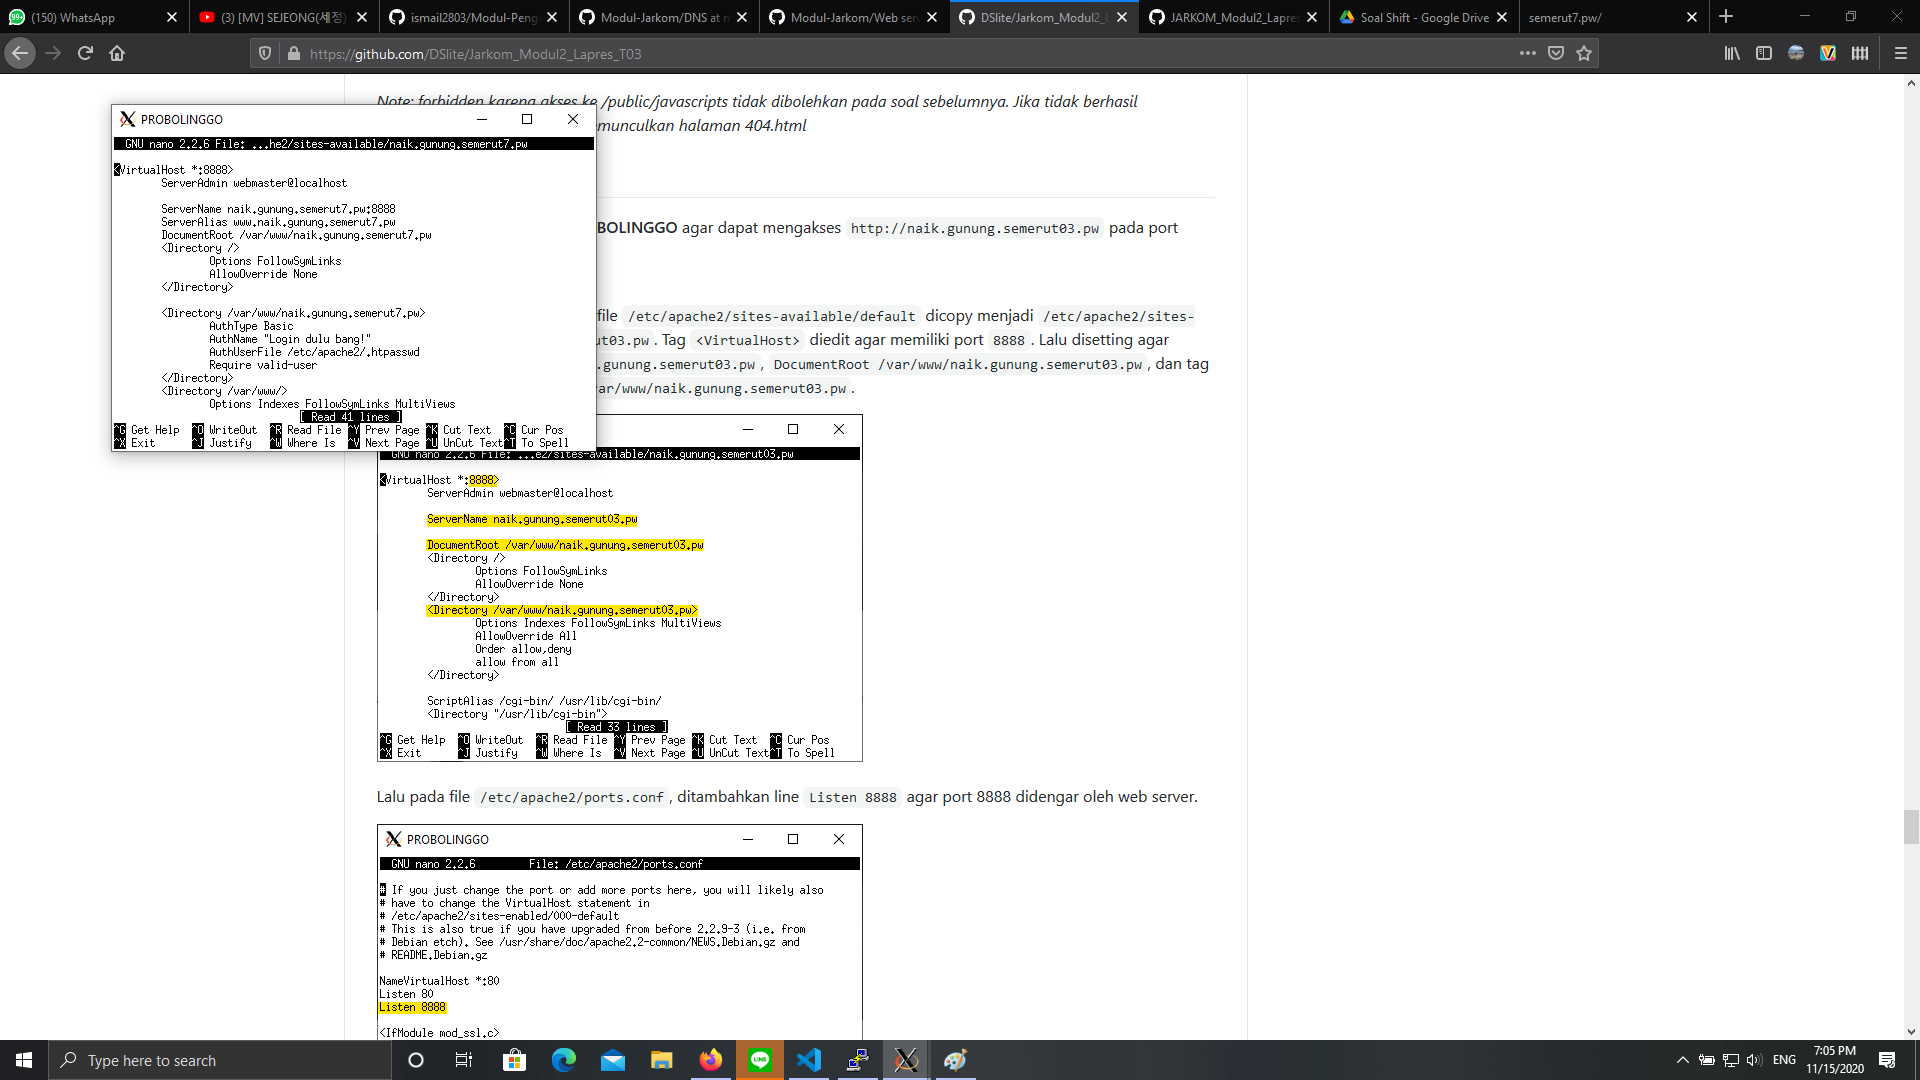 (150) WhatsApp
(3) [MV] SEJEONG(세정)
ismail2803/Modul-Peng
Modul-Jarkom/DNS at m
Modul-Jarkom/Web serv
DSlite/Jarkom_Modul2_L
JARKOM_Modul2_Lapres
Soal Shift - Google Drive
semerut7.pw/
https://github.com/DSlite/Jarkom_Modul2_Lapres_T03
Note: forbidden karena akses ke /public/javascripts tidak dibolehkan pada soal sebelumnya. Jika tidak berhasil
munculkan halaman 404.html
PROBOLINGGO
GNU nano 2.2.6 File: ...he2/sites-available/naik.gunung.semerut7.pw
<VirtualHost *:8888>
ServerAdmin webmaster@localhost
ServerName naik.gunung.semerut7.pw:8888
ServerAlias www.naik.gunung.semerut7.pw
DocumentRoot /var/www/naik.gunung.semerut7.pw
<Directory />
Options FollowSymLinks
AllowOverride None
</Directory>
<Directory /var/www/naik.gunung.semerut7.pw>
AuthType Basic
AuthName "Login dulu bang!"
AuthUserFile /etc/apache2/.htpasswd
Require valid-user
</Directory>
<Directory /var/www/>
Options Indexes FollowSymLinks MultiViews
[ Read 41 lines ]
^G Get Help ^O WriteOut ^R Read File ^Y Prev Page ^K Cut Text ^C Cur Pos
^X Exit ^J Justify ^W Where Is ^V Next Page ^U UnCut Text ^T To Spell
BOLINGGO agar dapat mengakses http://naik.gunung.semerut03.pw pada port
file /etc/apache2/sites-available/default dicopy menjadi /etc/apache2/sites-
ut03.pw . Tag <VirtualHost> diedit agar memiliki port 8888 . Lalu disetting agar
.gunung.semerut03.pw , DocumentRoot /var/www/naik.gunung.semerut03.pw , dan tag
var/www/naik.gunung.semerut03.pw .
GNU nano 2.2.6 File: ...e2/sites-available/naik.gunung.semerut03.pw
<VirtualHost *:8888>
ServerAdmin webmaster@localhost
ServerName naik.gunung.semerut03.pw
DocumentRoot /var/www/naik.gunung.semerut03.pw
<Directory />
Options FollowSymLinks
AllowOverride None
</Directory>
<Directory /var/www/naik.gunung.semerut03.pw>
Options Indexes FollowSymLinks MultiViews
AllowOverride All
Order allow,deny
allow from all
</Directory>
ScriptAlias /cgi-bin/ /usr/lib/cgi-bin/
<Directory "/usr/lib/cgi-bin">
[ Read 33 lines ]
^G Get Help ^O WriteOut ^R Read File ^Y Prev Page ^K Cut Text ^C Cur Pos
^X Exit ^J Justify ^W Where Is ^V Next Page ^U UnCut Text ^T To Spell
Lalu pada file /etc/apache2/ports.conf , ditambahkan line Listen 8888 agar port 8888 didengar oleh web server.
PROBOLINGGO
GNU nano 2.2.6 File: /etc/apache2/ports.conf
# If you just change the port or add more ports here, you will likely also
# have to change the VirtualHost statement in
# /etc/apache2/sites-enabled/000-default
# This is also true if you have upgraded from before 2.2.9-3 (i.e. from
# Debian etch). See /usr/share/doc/apache2.2-common/NEWS.Debian.gz and
# README.Debian.gz
NameVirtualHost *:80
Listen 80
Listen 8888
<IfModule mod_ssl.c>
Type here to search
LINE
ENG
7:05 PM
11/15/2020